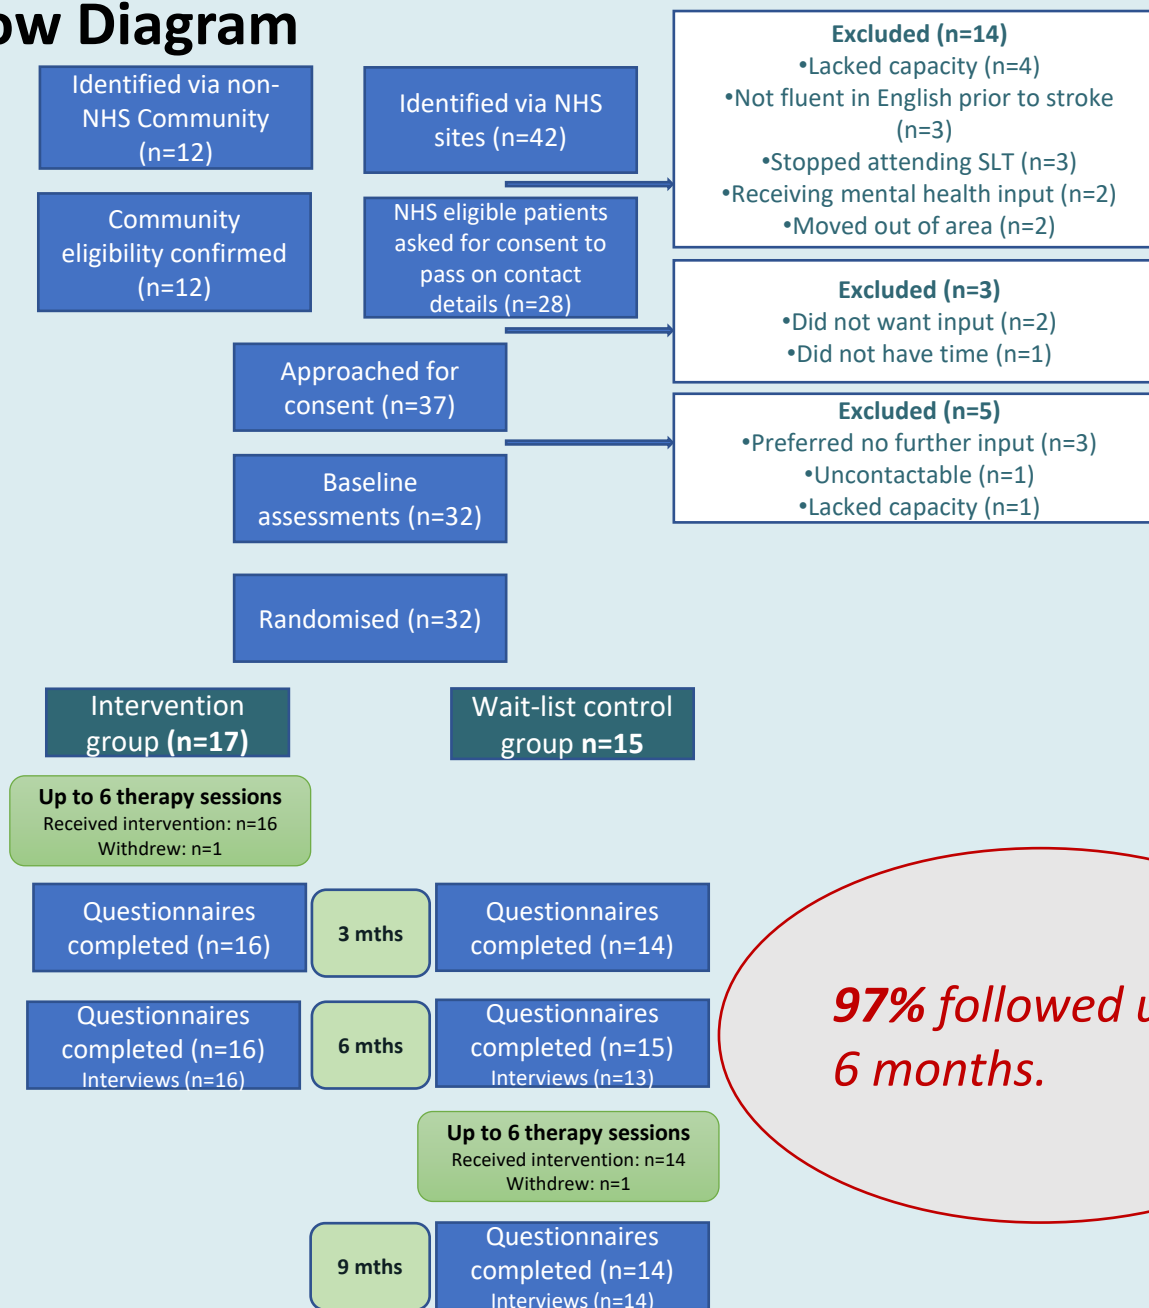 ow Diagram
Identified via non-
NHS Community
(n=12)
Identified via NHS
sites (n=42)
Excluded (n=14)
•Lacked capacity (n=4)
•Not fluent in English prior to stroke
(n=3)
•Stopped attending SLT (n=3)
•Receiving mental health input (n=2)
•Moved out of area (n=2)
Community
eligibility confirmed
(n=12)
NHS eligible patients
asked for consent to
pass on contact
details (n=28)
Excluded (n=3)
•Did not want input (n=2)
•Did not have time (n=1)
Approached for
consent (n=37)
Excluded (n=5)
•Preferred no further input (n=3)
•Uncontactable (n=1)
•Lacked capacity (n=1)
Baseline
assessments (n=32)
Randomised (n=32)
Intervention
group (n=17)
Wait-list control
group n=15
Up to 6 therapy sessions
Received intervention: n=16
Withdrew: n=1
Questionnaires
completed (n=16)
3 mths
Questionnaires
completed (n=14)
Questionnaires
completed (n=16)
Interviews (n=16)
6 mths
Questionnaires
completed (n=15)
Interviews (n=13)
97% followed u
6 months.
Up to 6 therapy sessions
Received intervention: n=14
Withdrew: n=1
9 mths
Questionnaires
completed (n=14)
Interviews (n=14)